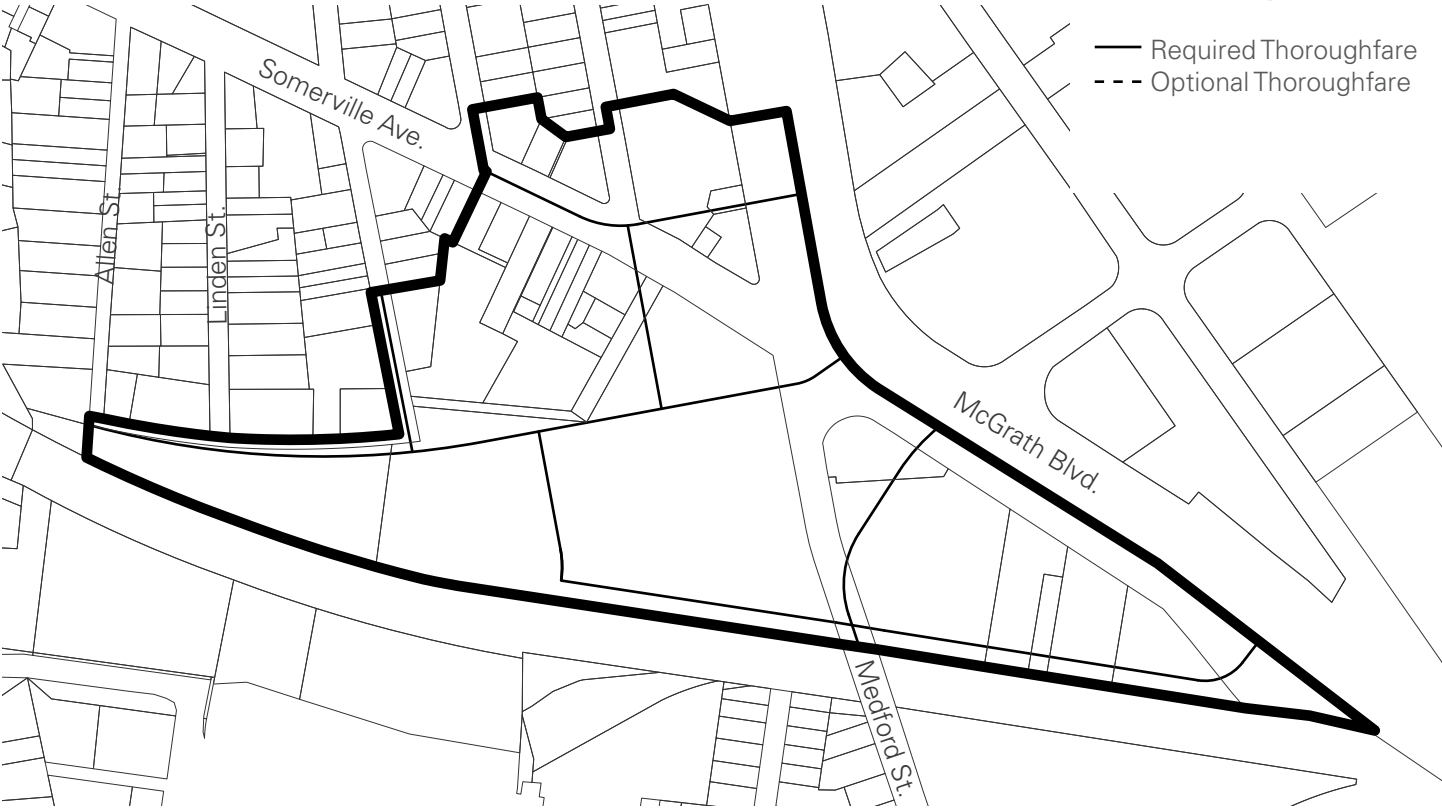 Required Thoroughfare
Optional Thoroughfare
Somerville Ave.
Allen St.
Linden St.
McGrath Blvd.
Medford St.